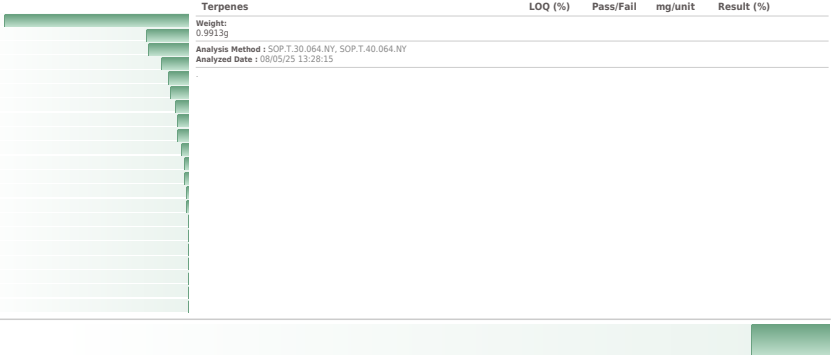 Terpenes LOQ (%) Pass/Fail mg/unit Result (%)
Weight:
0.9913g
Analysis Method : SOP.T.30.064.NY, SOP.T.40.064.NY
Analyzed Date : 08/05/25 13:28:15
.